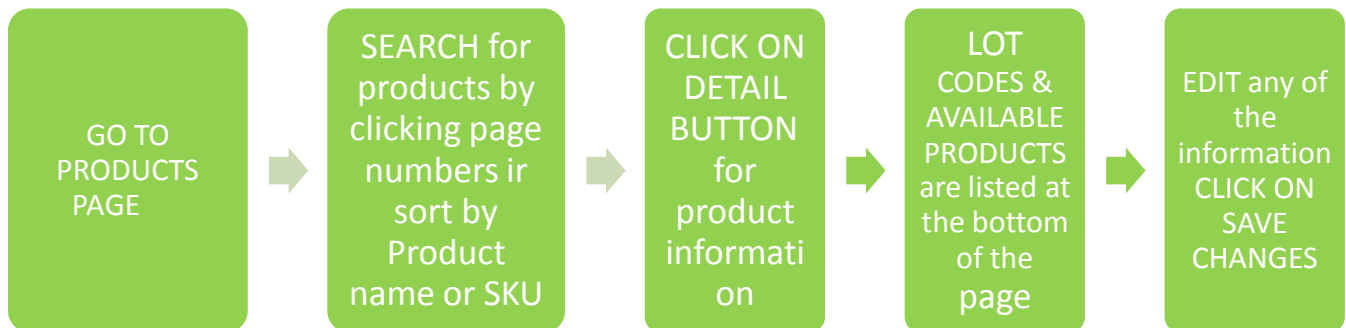 GO TO
PRODUCTS
PAGE
SEARCH for
products by
clicking page
numbers ir
sort by
Product
name or SKU
CLICK ON
DETAIL
BUTTON
for
product
informati
on
LOT
CODES &
AVAILABLE
PRODUCTS
are listed at
the bottom
of the
page
EDIT any of
the
information
CLICK ON
SAVE
CHANGES